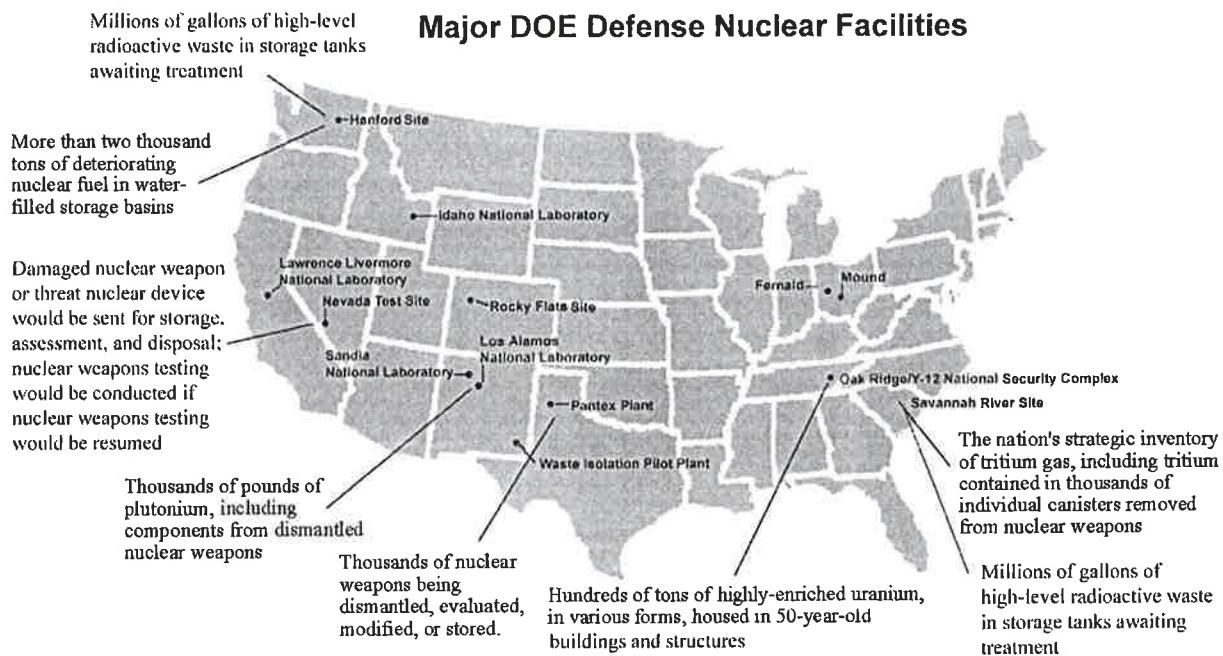 Major DOE Defense Nuclear Facilities
Millions of gallons of high-level
radioactive waste in storage tanks
awaiting treatment
Hanford Site
More than two thousand
tons of deteriorating
nuclear fuel in water-
filled storage basins
Idaho National Laboratory
Damaged nuclear weapon
or threat nuclear device
would be sent for storage.
assessment, and disposal;
nuclear weapons testing
would be conducted if
nuclear weapons testing
would be resumed
Lawrence Livermore
National Laboratory
Nevada Test Site
Rocky Flats Site
Fernald
Mound
Los Alamos
National Laboratory
Sandia
National Laboratory
Pantex Plant
Waste Isolation Pilot Plant
Oak Ridge/Y-12 National Security Complex
Savannah River Site
The nation's strategic inventory
of tritium gas, including tritium
contained in thousands of
individual canisters removed
from nuclear weapons
Thousands of pounds of
plutonium, including
components from dismantled
nuclear weapons
Thousands of nuclear
weapons being
dismantled, evaluated,
modified, or stored.
Hundreds of tons of highly-enriched uranium,
in various forms, housed in 50-year-old
buildings and structures
Millions of gallons of
high-level radioactive waste
in storage tanks awaiting
treatment